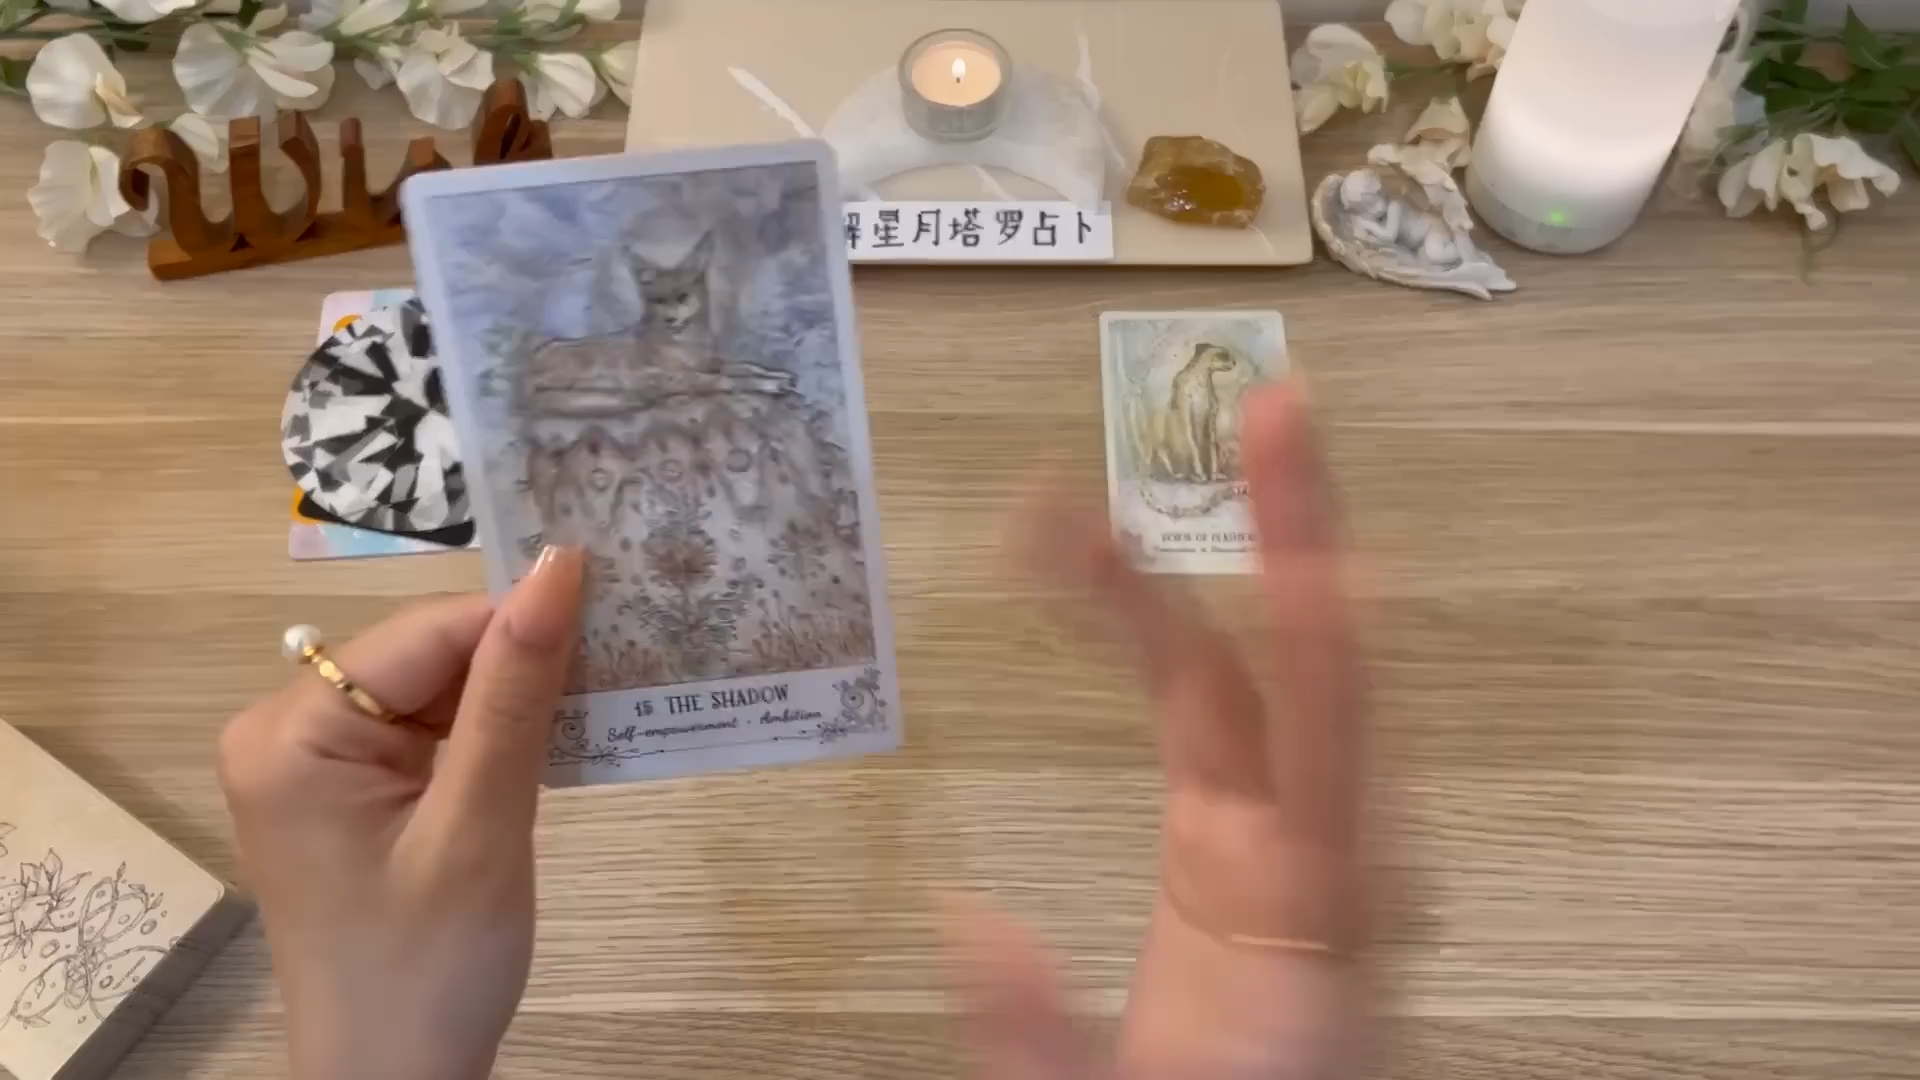 解星月塔罗占卜
15 THE SHADOW
Self-empowerment · Ambition